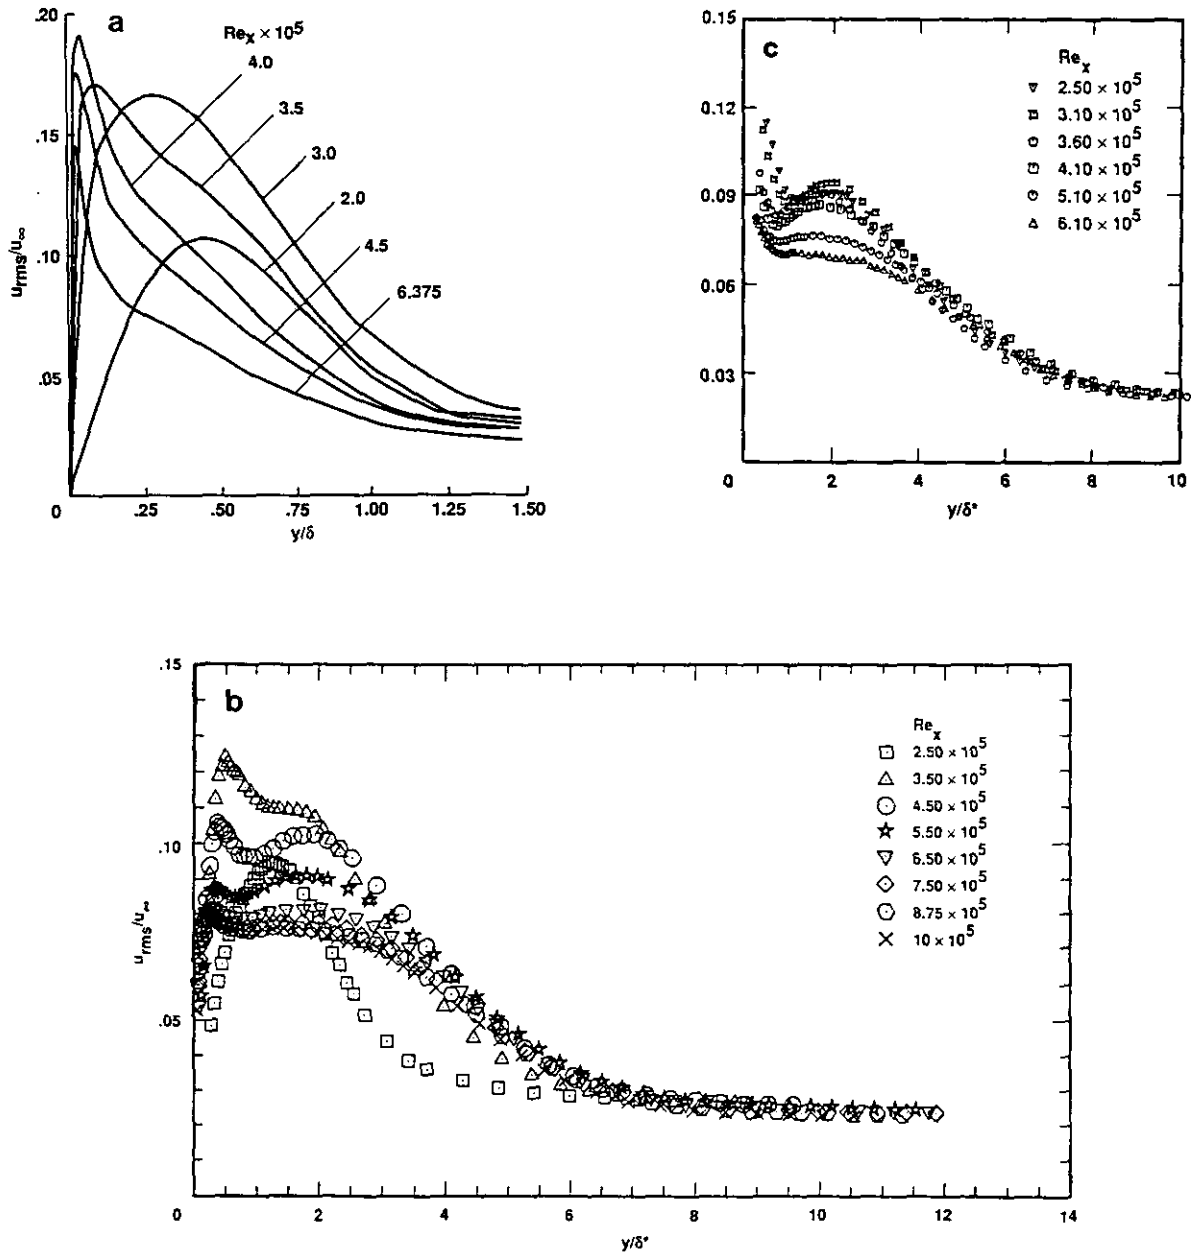 a
.20
.15
.10
.05
0
.25
.50
.75
1.00
1.25
1.50
u_rms/u_∞
y/δ
Re_x × 10^5
4.0
3.5
3.0
2.0
4.5
6.375
c
0.15
0.12
0.09
0.06
0.03
0
2
4
6
8
10
y/δ*
Re_x
2.50 × 10^5
3.10 × 10^5
3.60 × 10^5
4.10 × 10^5
5.10 × 10^5
6.10 × 10^5
b
.15
.10
.05
0
2
4
6
8
10
12
14
u_rms/u_∞
y/δ*
Re_x
2.50 × 10^5
3.50 × 10^5
4.50 × 10^5
5.50 × 10^5
6.50 × 10^5
7.50 × 10^5
8.75 × 10^5
10 × 10^5